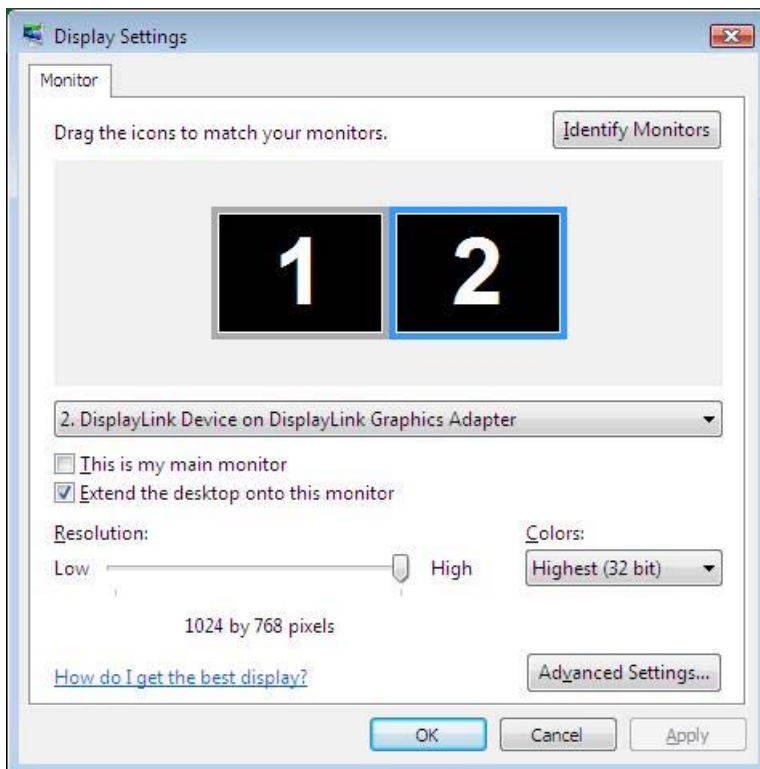 Display Settings
Monitor
Drag the icons to match your monitors.
Identify Monitors
1
2
2. DisplayLink Device on DisplayLink Graphics Adapter
This is my main monitor
Extend the desktop onto this monitor
Resolution:
Colors:
Low
High
Highest (32 bit)
1024 by 768 pixels
How do I get the best display?
Advanced Settings...
OK
Cancel
Apply